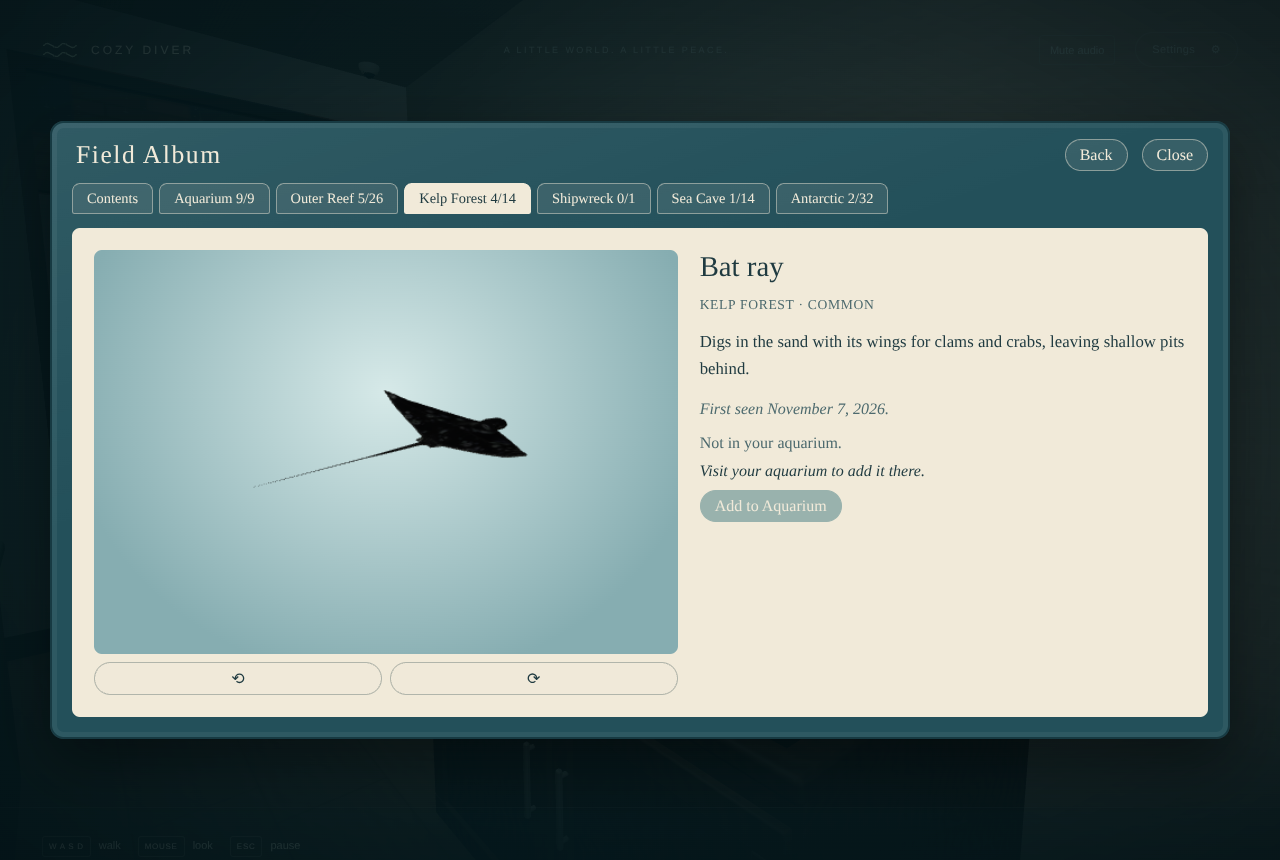 COZY DIVER
A LITTLE WORLD. A LITTLE PEACE.
Mute audio
Settings
Field Album
Back
Close
Contents
Aquarium 9/9
Outer Reef 5/26
Kelp Forest 4/14
Shipwreck 0/1
Sea Cave 1/14
Antarctic 2/32
Bat ray
KELP FOREST · COMMON
Digs in the sand with its wings for clams and crabs, leaving shallow pits
behind.
First seen November 7, 2026.
Not in your aquarium.
Visit your aquarium to add it there.
Add to Aquarium
⟲
⟳
W A S D walk MOUSE look ESC pause